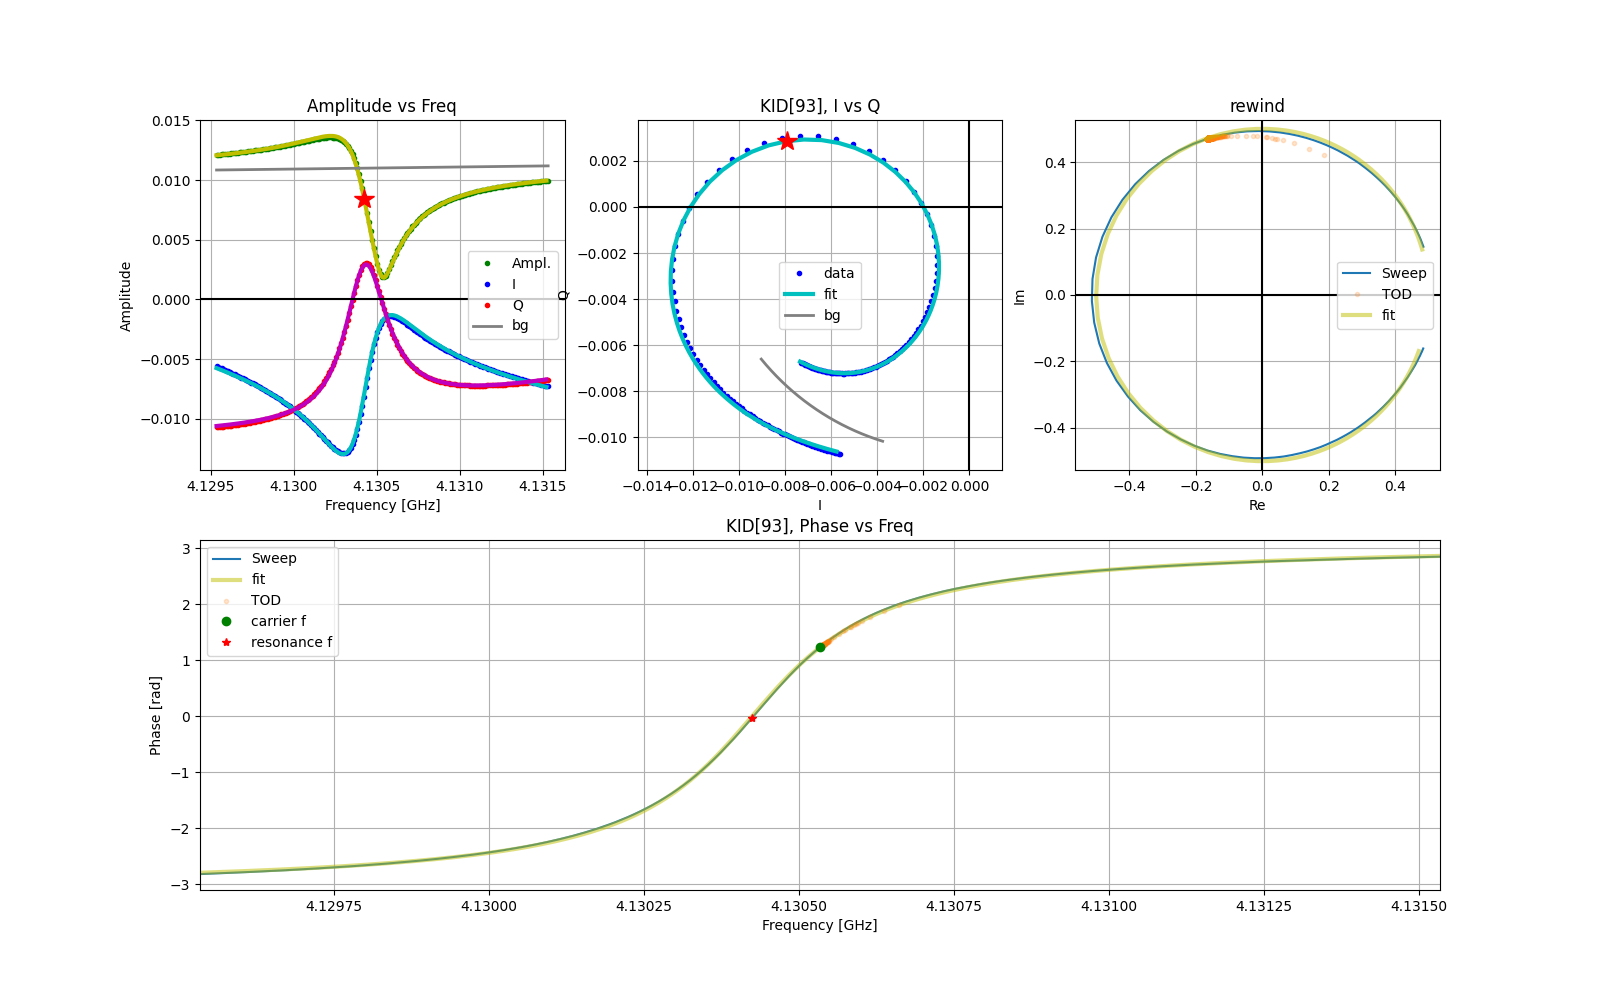 Amplitude vs Freq
0.015
0.010
0.005
0.000
−0.005
−0.010
Amplitude
4.1295
4.1300
4.1305
4.1310
4.1315
Frequency [GHz]
Ampl.
I
Q
bg
KID[93], I vs Q
0.002
0.000
−0.002
−0.004
−0.006
−0.008
−0.010
Q
−0.014
−0.012
−0.010
−0.008
−0.006
−0.004
−0.002
0.000
I
data
fit
bg
rewind
0.4
0.2
0.0
−0.2
−0.4
Im
−0.4
−0.2
0.0
0.2
0.4
Re
Sweep
TOD
fit
KID[93], Phase vs Freq
3
2
1
0
−1
−2
−3
Phase [rad]
Sweep
fit
TOD
carrier f
resonance f
4.12975
4.13000
4.13025
4.13050
4.13075
4.13100
4.13125
4.13150
Frequency [GHz]